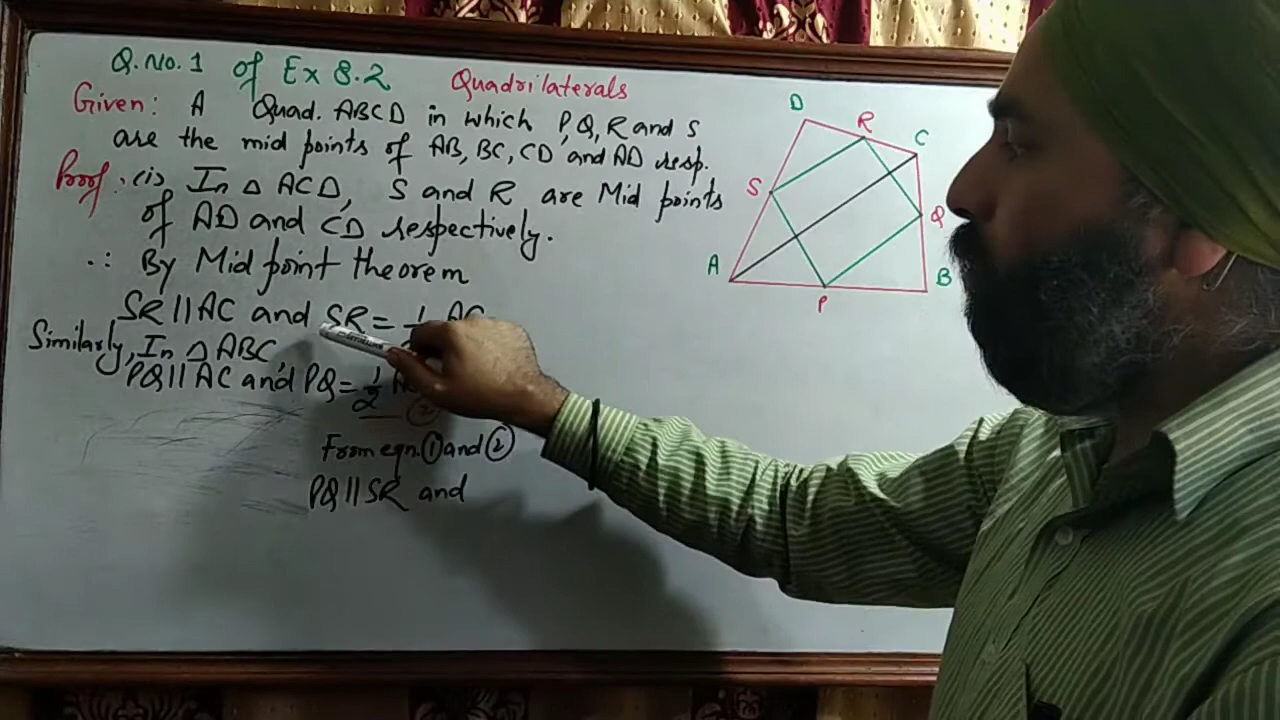 Q. No. 1 of Ex 8.2 Quadrilaterals
Given: A Quad. ABCD in which P, Q, R and S
are the mid points of AB, BC, CD and AD resp.
Proof: (i) In △ ACD, S and R are Mid points
of AD and CD respectively.
∴ By Mid point theorem
SR || AC and SR = 1 AC
Similarly, In △ ABC,
PQ || AC and PQ = 1/2 A
②
From eqn. ① and ②
PQ || SR and
D
R
C
S
Q
A
B
P